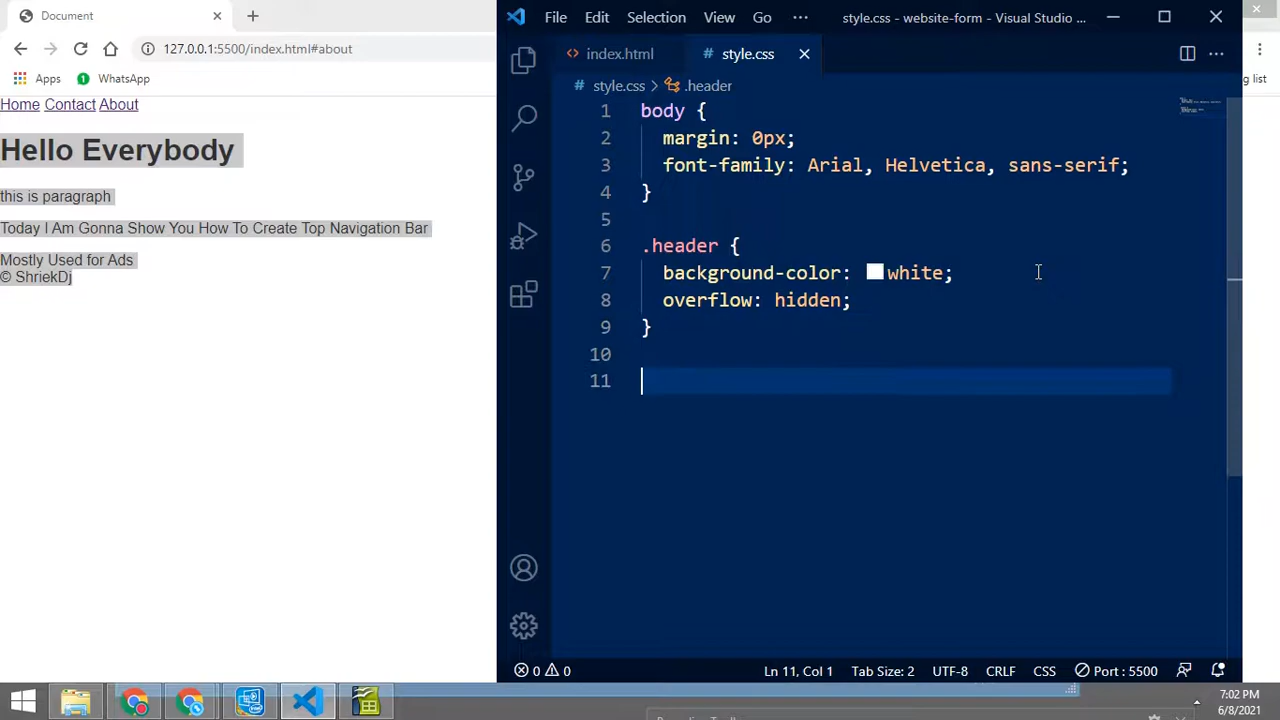 Document
127.0.0.1:5500/index.html#about
Apps
WhatsApp
ng list
Home Contact About
Hello Everybody
this is paragraph
Today I Am Gonna Show You How To Create Top Navigation Bar
Mostly Used for Ads
© ShriekDj
File Edit Selection View Go ··· style.css - website-form - Visual Studio ...
index.html
# style.css
# style.css > .header
1 body {
2 margin: 0px;
3 font-family: Arial, Helvetica, sans-serif;
4 }
5
6 .header {
7 background-color: white;
8 overflow: hidden;
9 }
10
11
0 0 Ln 11, Col 1 Tab Size: 2 UTF-8 CRLF CSS Port : 5500
7:02 PM
6/8/2021